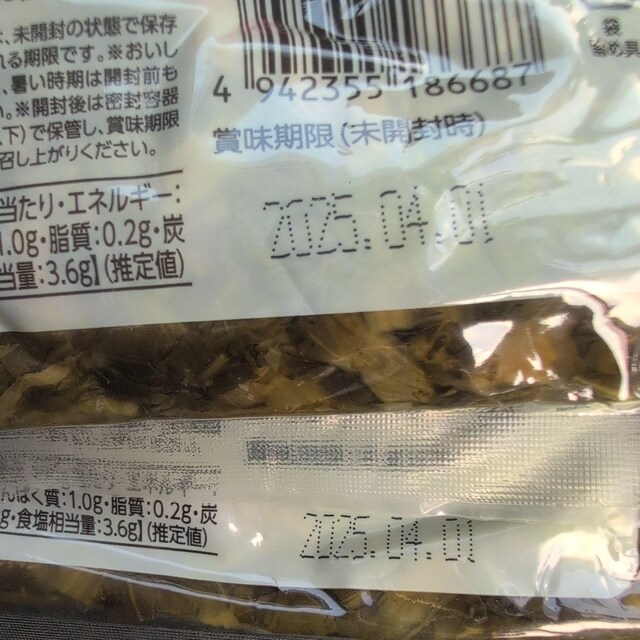 、未開封の状態で保存
れる期限です。※おいし
、暑い時期は開封前も
い。※開封後は密封容器
下)で保管し、賞味期限
召し上がりください。
袋
留め具
4 942355 186687
賞味期限(未開封時)
2025.04.01
当たり・エネルギー:
1.0g・脂質:0.2g・炭
当量:3.6g】(推定値)
んぱく質:1.0g・脂質:0.2g・炭
g・食塩相当量:3.6g】(推定値)
2025.04.01